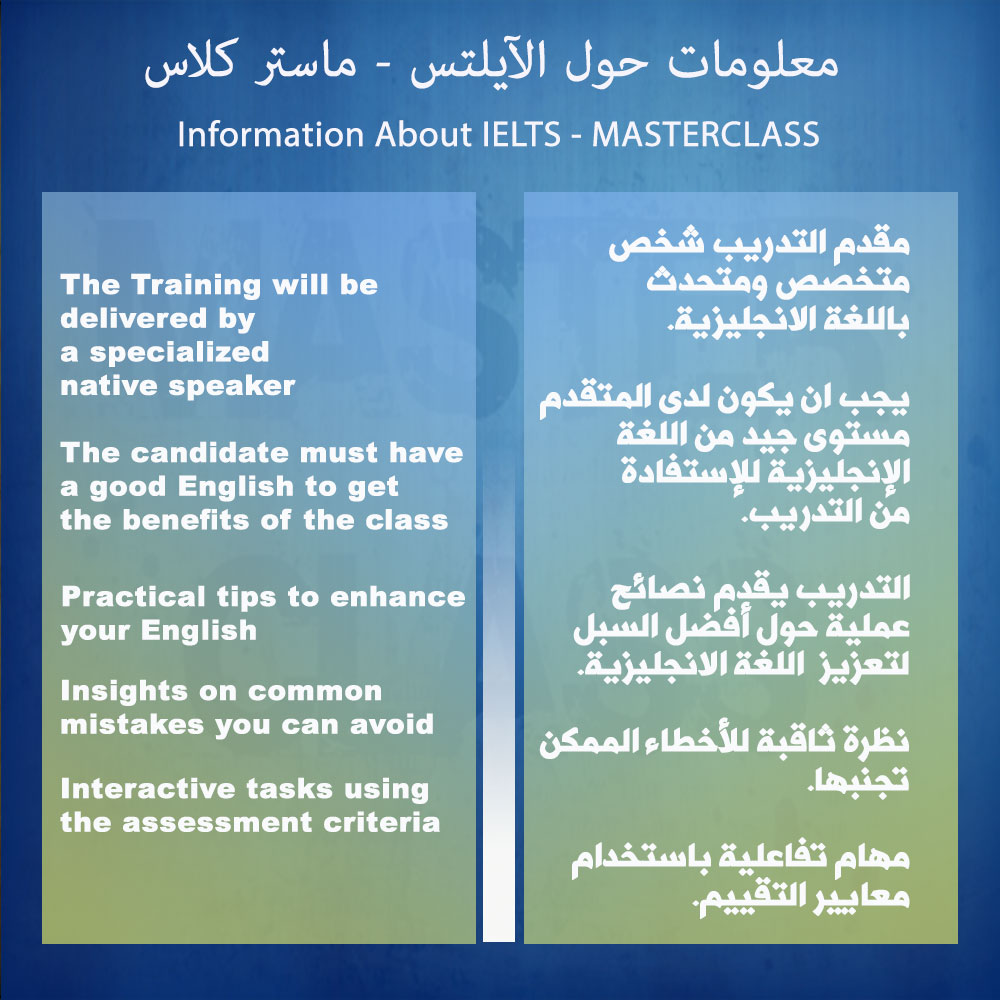 معلومات حول الآيلتس - ماستر كلاس
Information About IELTS - MASTERCLASS
The Training will be
delivered by
a specialized
native speaker
The candidate must have
a good English to get
the benefits of the class
Practical tips to enhance
your English
Insights on common
mistakes you can avoid
Interactive tasks using
the assessment criteria
مقدم التدريب شخص
متخصص ومتحدث
باللغة الانجليزية.
يجب ان يكون لدى المتقدم
مستوى جيد من اللغة
الإنجليزية للإستفادة
من التدريب.
التدريب يقدم نصائح
عملية حول أفضل السبل
لتعزيز اللغة الانجليزية.
نظرة ثاقبة للأخطاء الممكن
تجنبها.
مهام تفاعلية باستخدام
معايير التقييم.